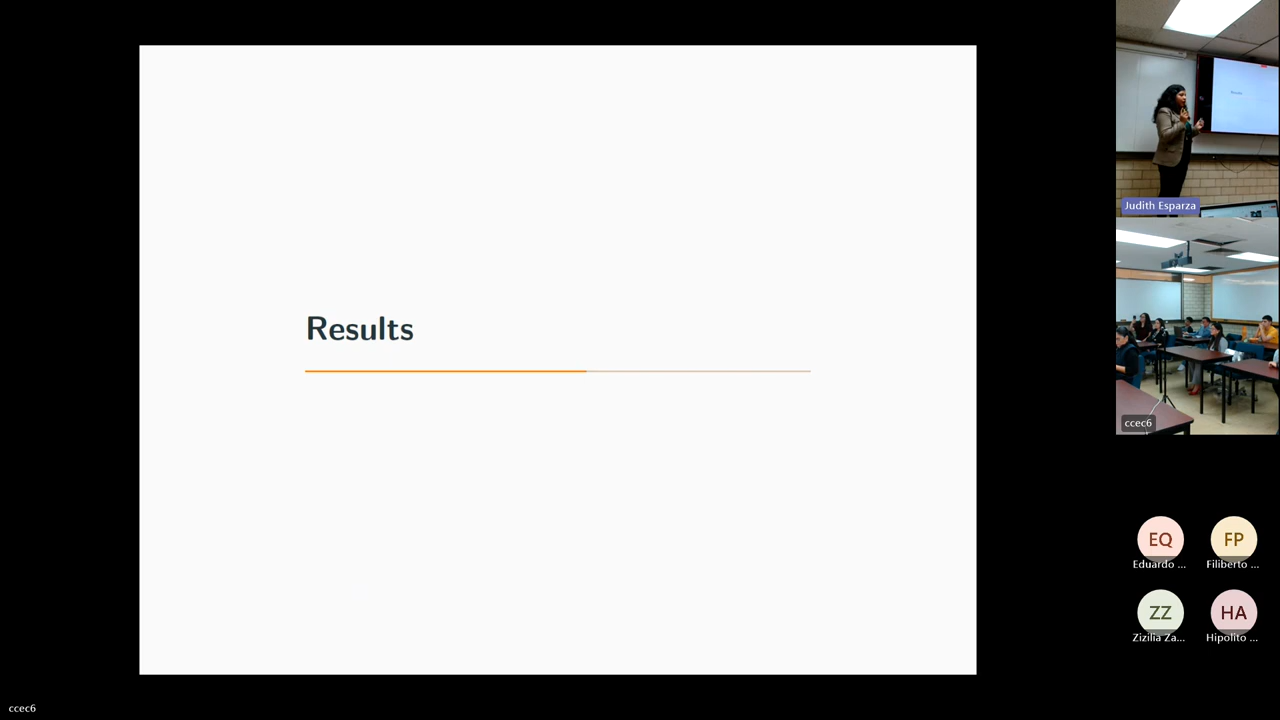 Results
Judith Esparza
ccec6
EQ
FP
Eduardo ...
Filiberto ...
ZZ
HA
Zizilia Za...
Hipolito ...
ccec6